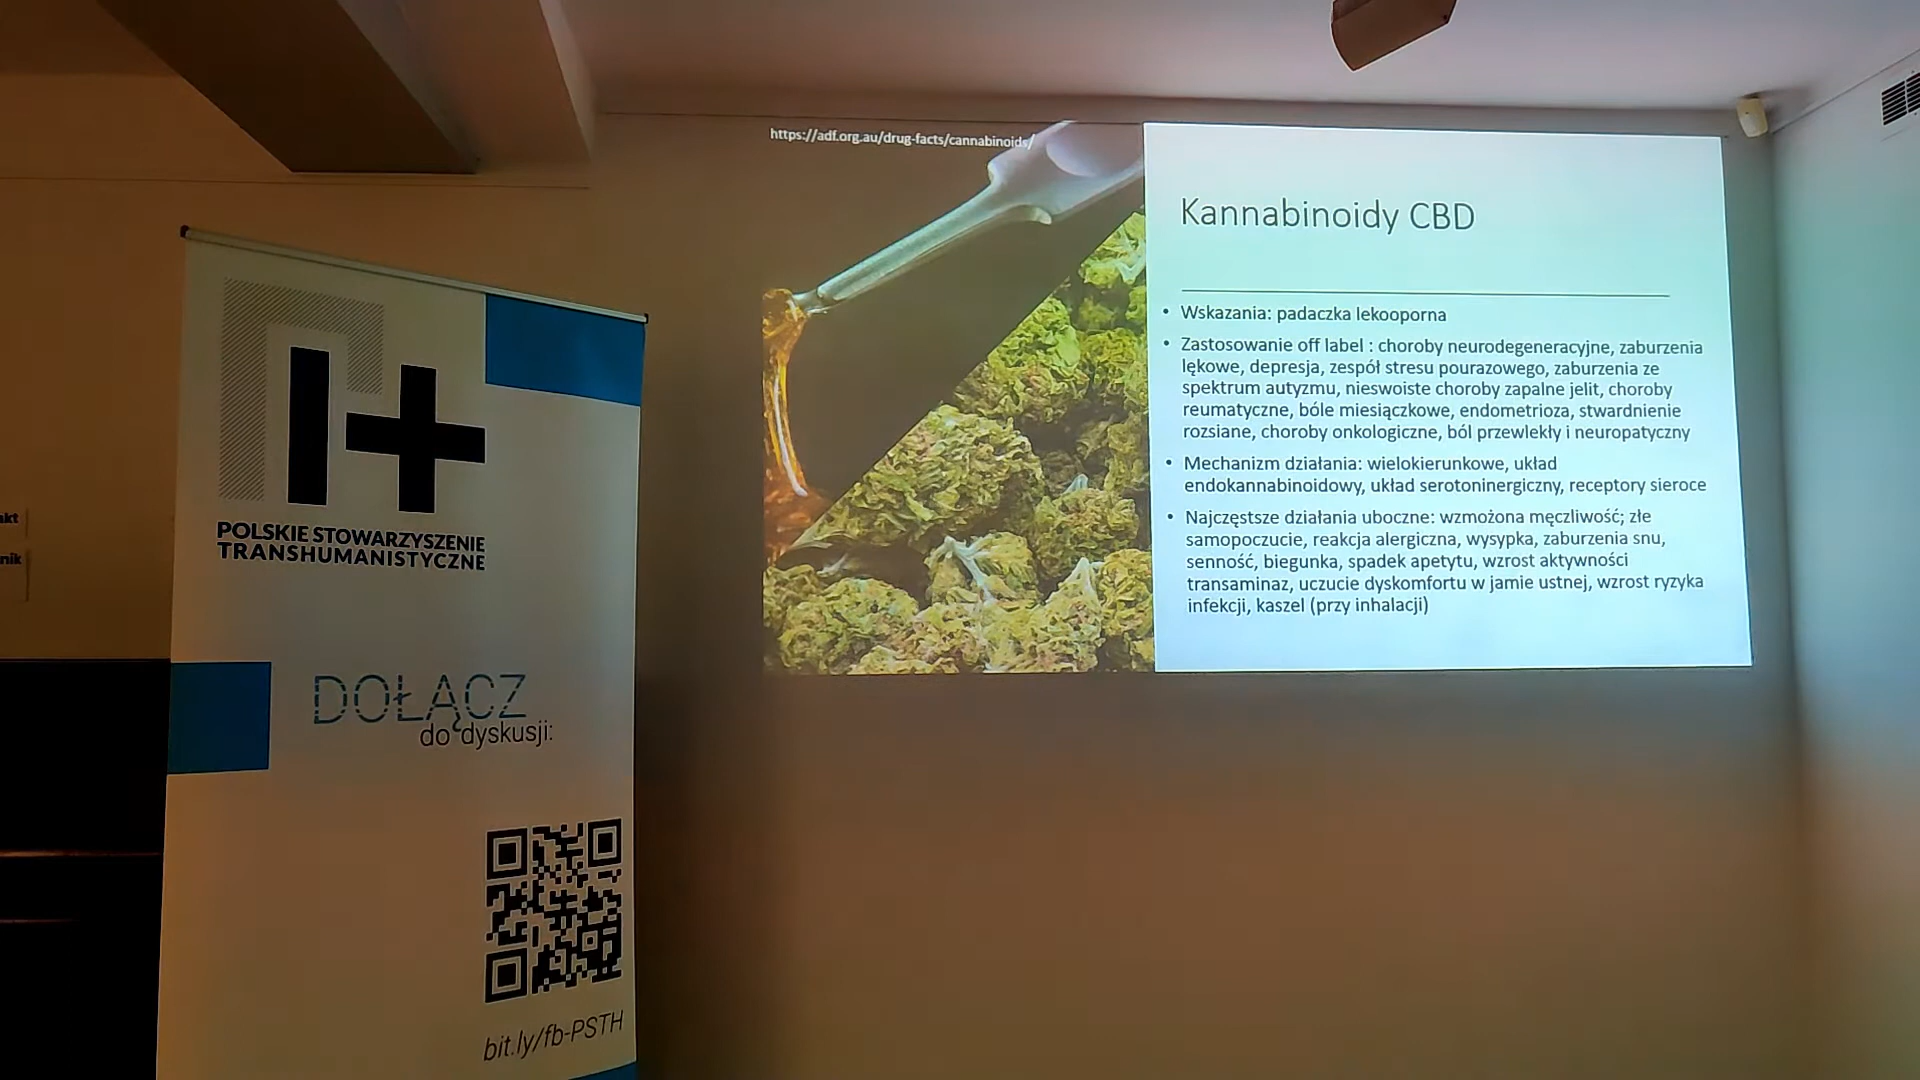 akt
nik
POLSKIE STOWARZYSZENIE
TRANSHUMANISTYCZNE
DOŁĄCZ
do dyskusji:
bit.ly/fb-PSTH
https://adf.org.au/drug-facts/cannabinoids/
Kannabinoidy CBD
• Wskazania: padaczka lekooporna
• Zastosowanie off label : choroby neurodegeneracyjne, zaburzenia
lękowe, depresja, zespół stresu pourazowego, zaburzenia ze
spektrum autyzmu, nieswoiste choroby zapalne jelit, choroby
reumatyczne, bóle miesiączkowe, endometrioza, stwardnienie
rozsiane, choroby onkologiczne, ból przewlekły i neuropatyczny
• Mechanizm działania: wielokierunkowe, układ
endokannabinoidowy, układ serotoninergiczny, receptory sieroce
• Najczęstsze działania uboczne: wzmożona męczliwość; złe
samopoczucie, reakcja alergiczna, wysypka, zaburzenia snu,
senność, biegunka, spadek apetytu, wzrost aktywności
transaminaz, uczucie dyskomfortu w jamie ustnej, wzrost ryzyka
infekcji, kaszel (przy inhalacji)